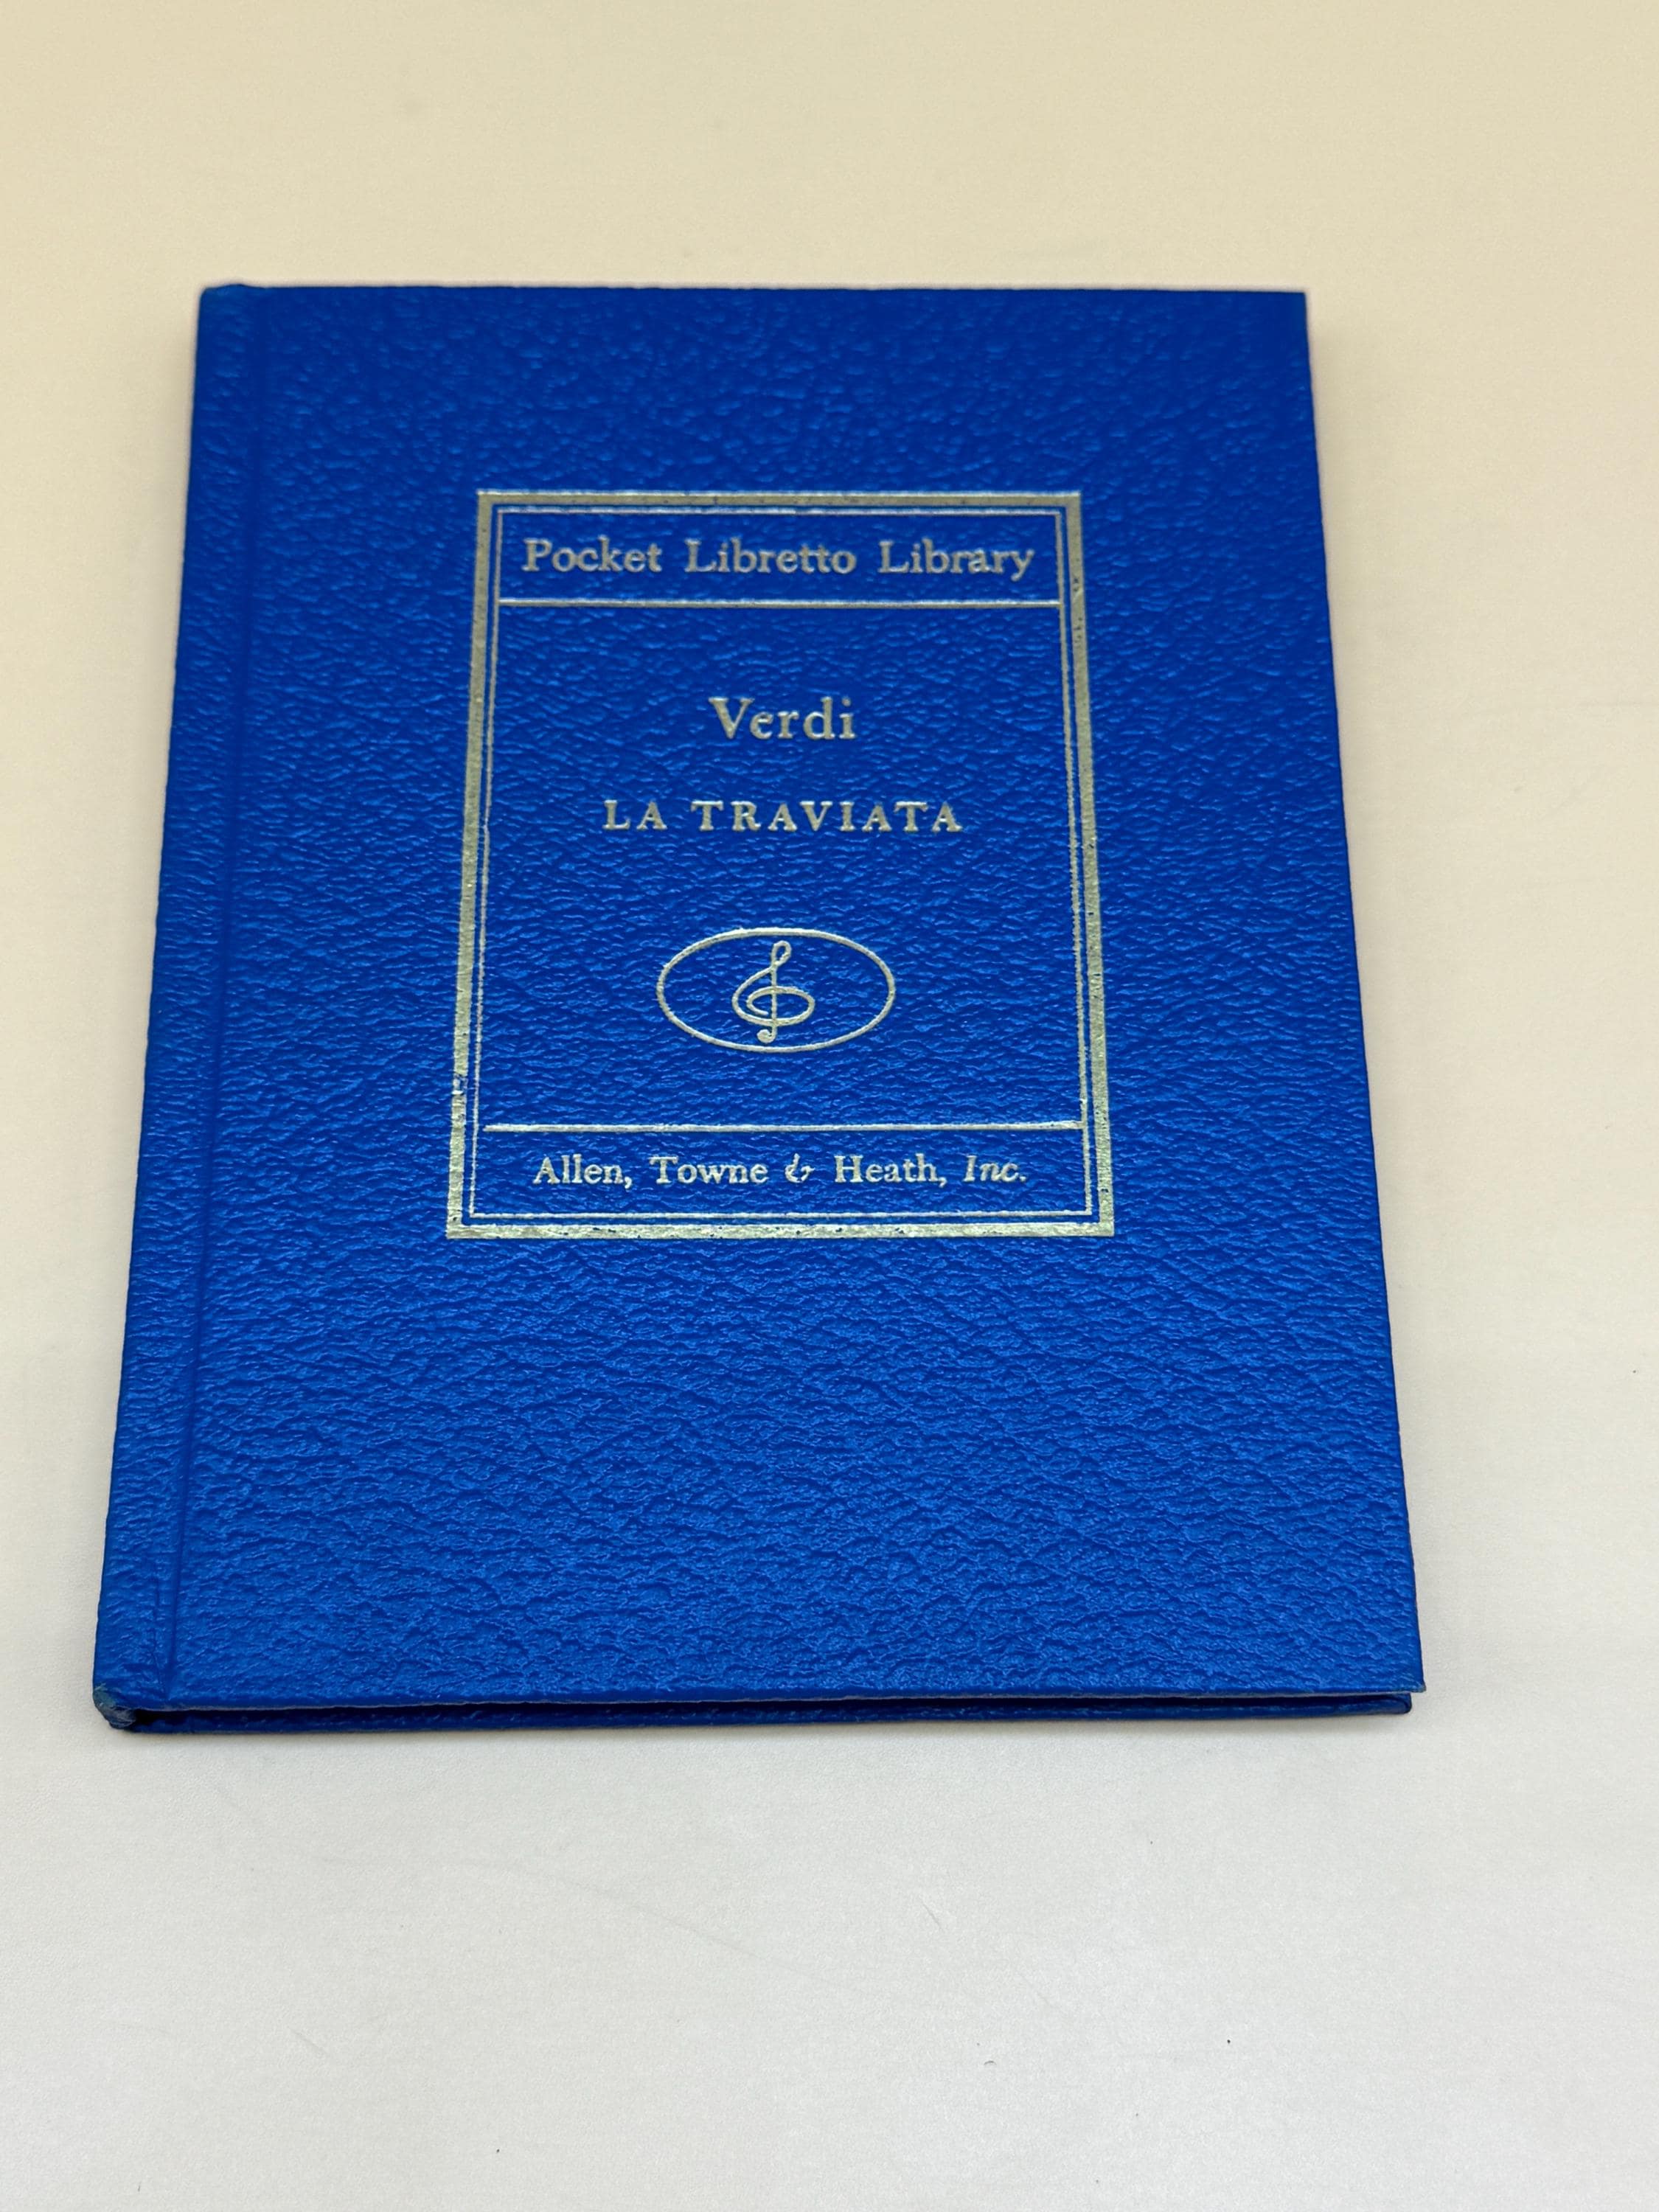 Pocket Libretto Library
Verdi
LA TRAVIATA
Allen, Towne & Heath, Inc.